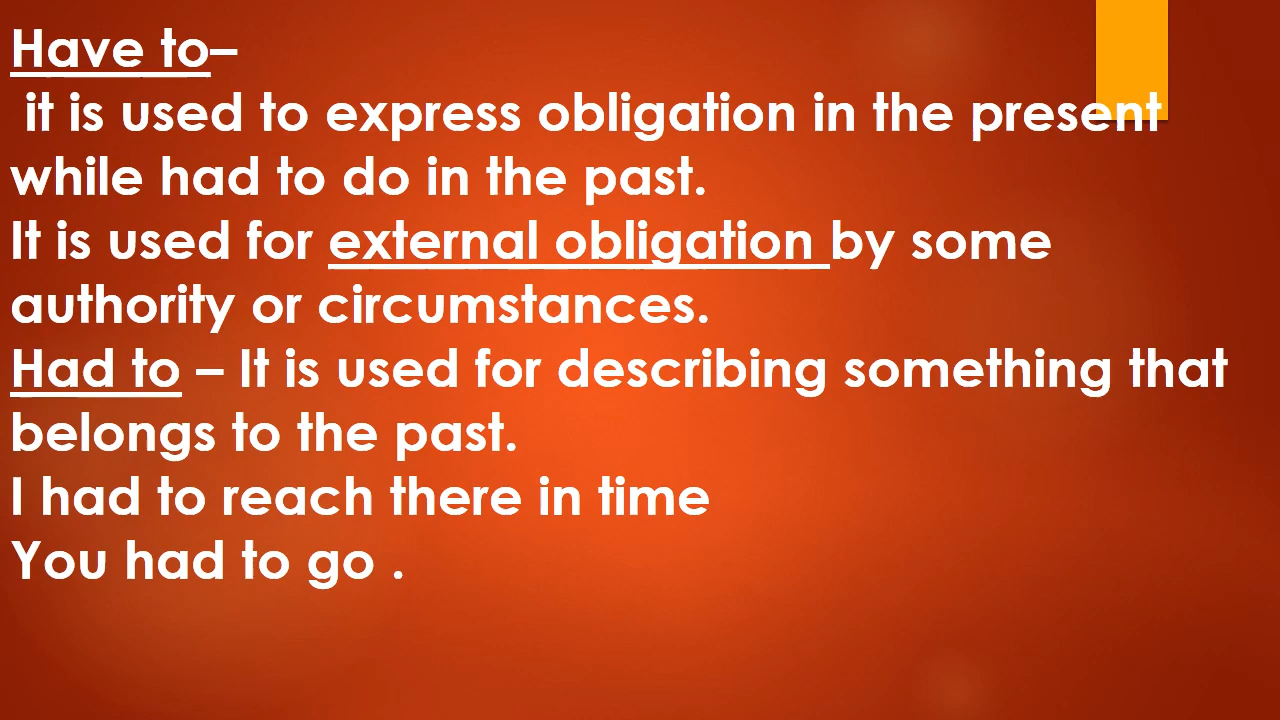 Have to–
it is used to express obligation in the present
while had to do in the past.
It is used for external obligation by some
authority or circumstances.
Had to – It is used for describing something that
belongs to the past.
I had to reach there in time
You had to go .